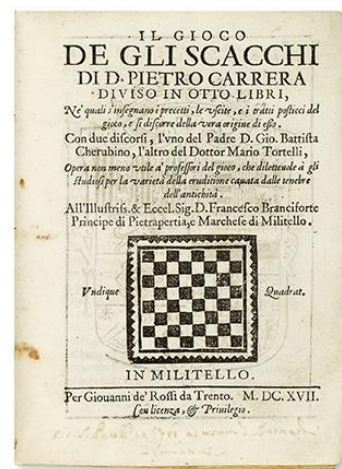 IL GIOCO
DE GLI SCACCHI
DI D. PIETRO CARRERA
DIVISO IN OTTO LIBRI,
Ne' quali s'insegnano i precetti, le vscite, e i tratti posticci del
gioco, e si discorre della vera origine di esso.
Con due discorsi, l'vno del Padre D. Gio. Battista
Cherubino, l'altro del Dottor Mario Tortelli,
Opera non meno vtile a' professori del gioco, che diletteuole à gli
studiosi per la varietà della eruditione cauata dalle tenebre
dell'antichità.
All'Illustriss. & Eccel. Sig. D. Francesco Branciforte
Principe di Pietrapertia, e Marchese di Militello.
Vndique Quadrat.
IN MILITELLO.
Per Giouanni de' Rossi da Trento. M. DC. XVII.
Con licenza, & Priuilegio.